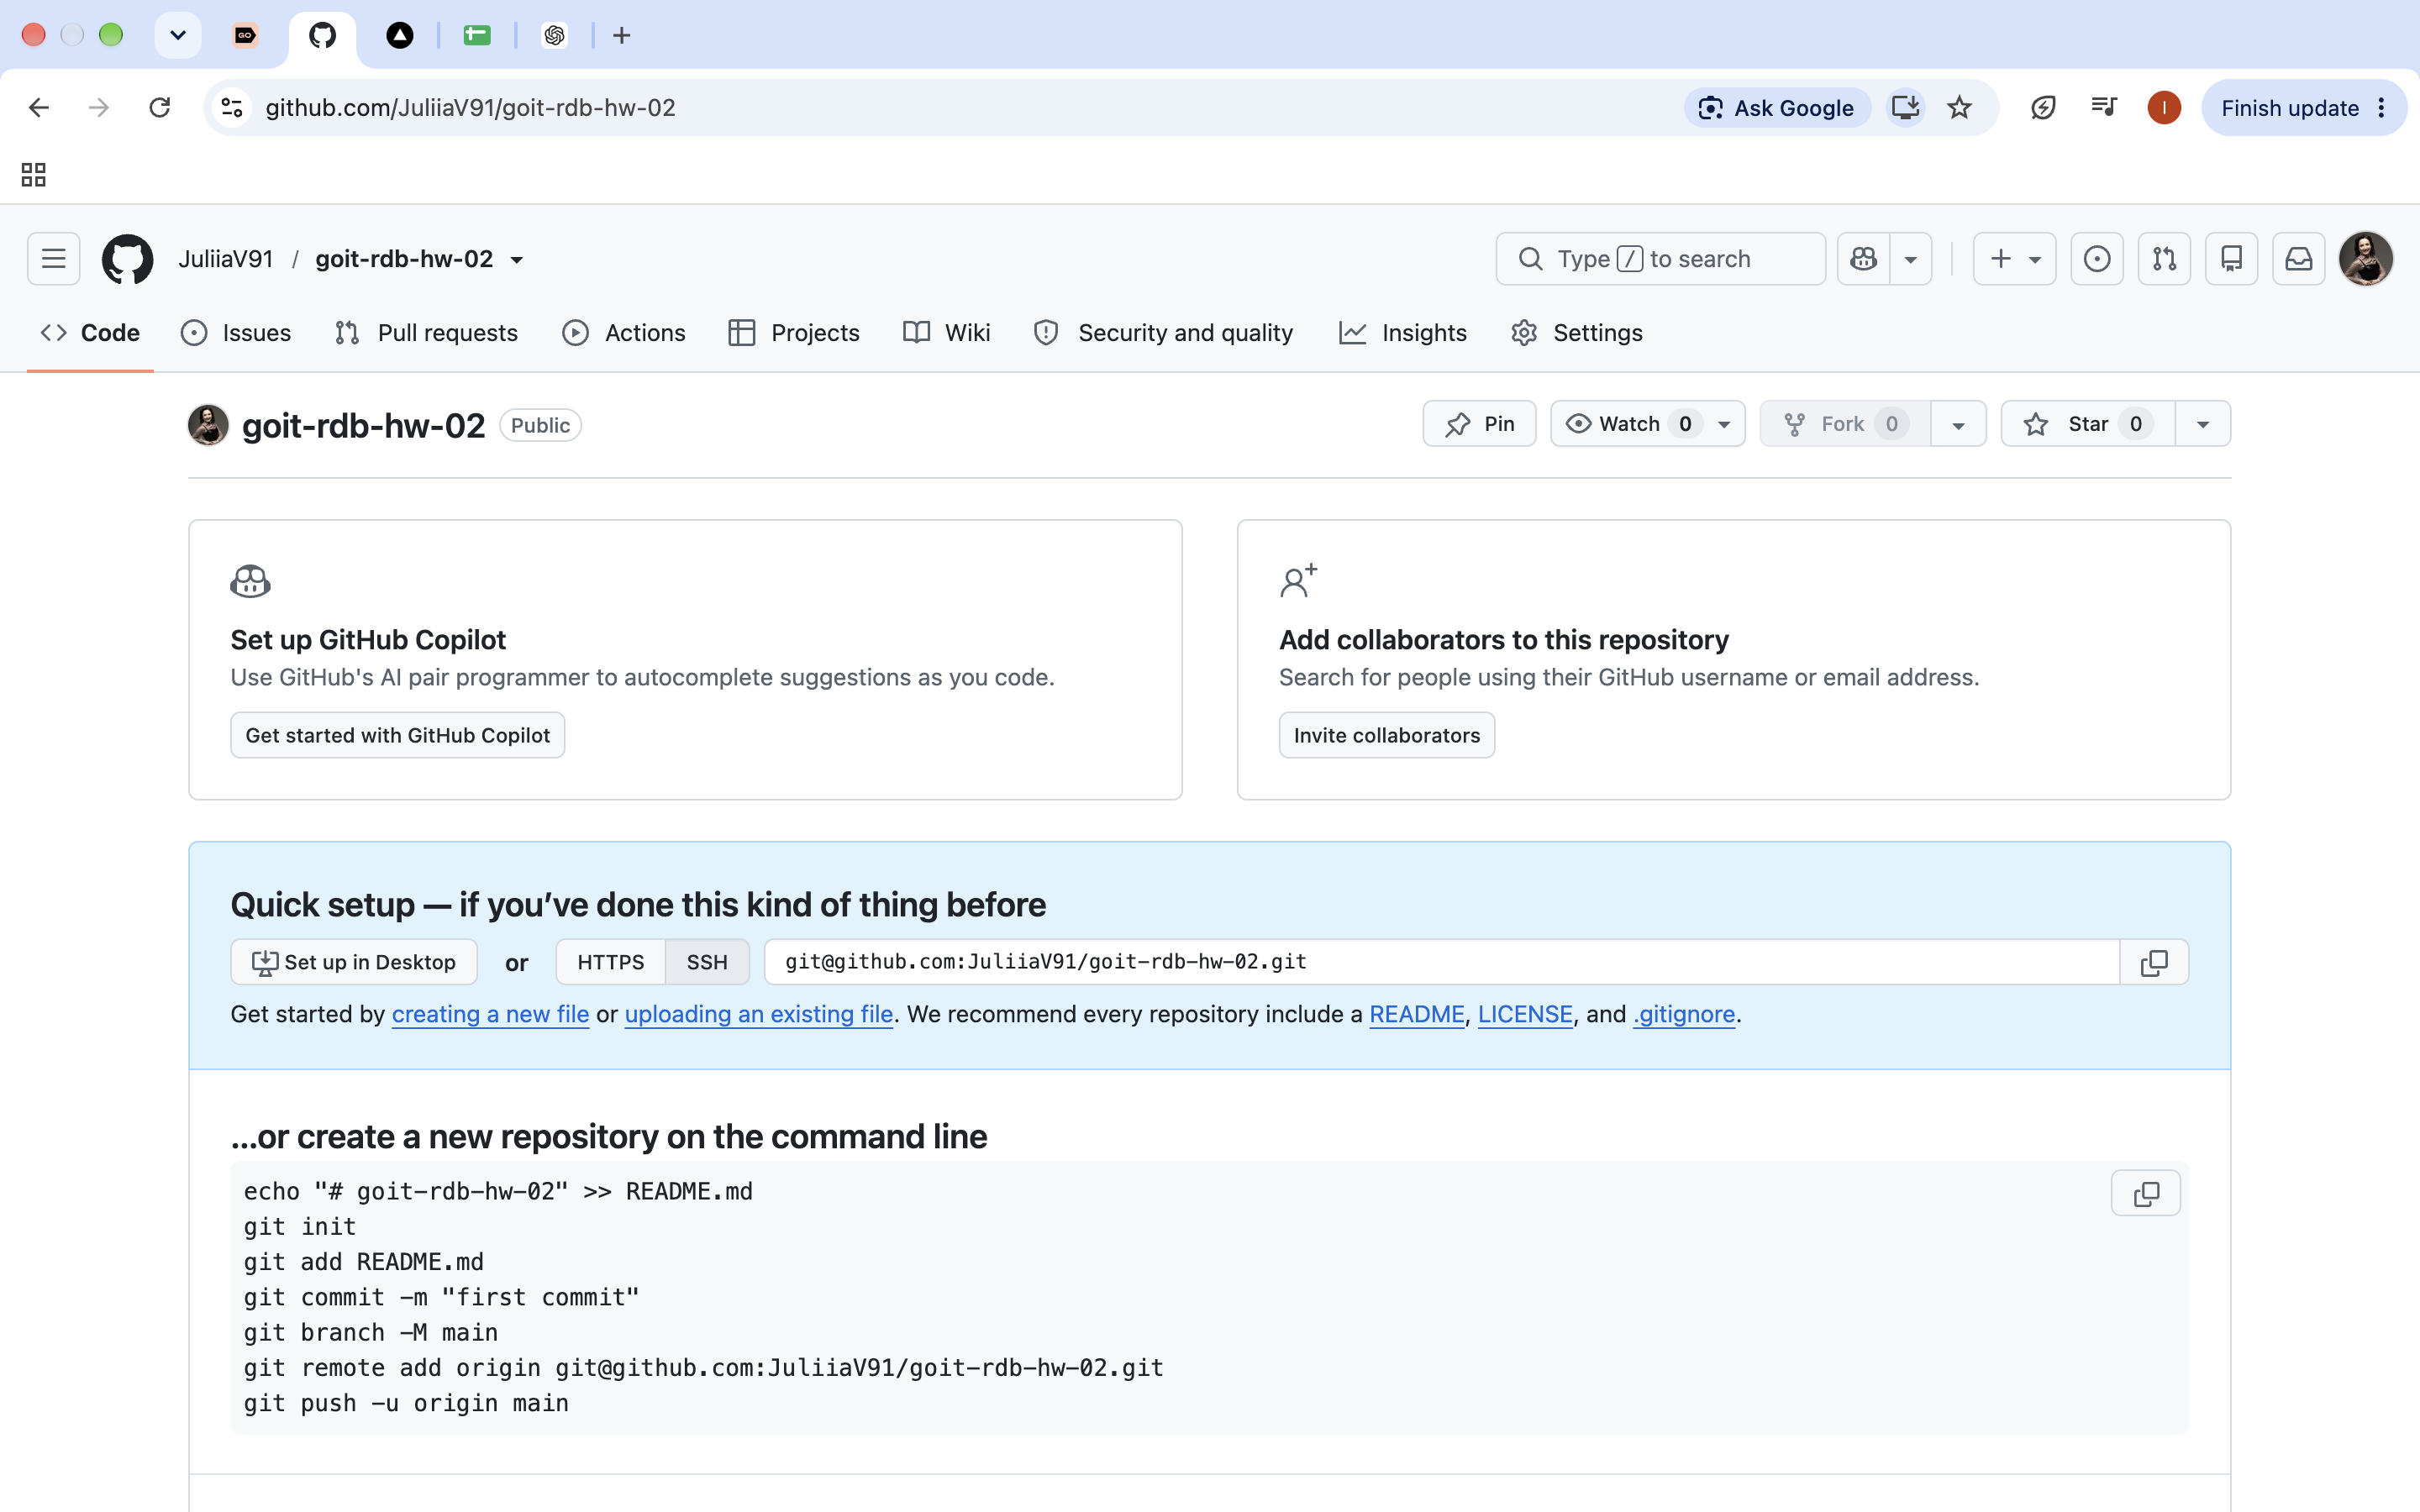 GO
github.com/JuliiaV91/goit-rdb-hw-02
Ask Google
I
Finish update
JuliiaV91 / goit-rdb-hw-02
Type / to search
Code
Issues
Pull requests
Actions
Projects
Wiki
Security and quality
Insights
Settings
goit-rdb-hw-02 Public
Pin
Watch 0
Fork 0
Star 0
Set up GitHub Copilot
Use GitHub's AI pair programmer to autocomplete suggestions as you code.
Get started with GitHub Copilot
Add collaborators to this repository
Search for people using their GitHub username or email address.
Invite collaborators
Quick setup — if you’ve done this kind of thing before
Set up in Desktop or HTTPS SSH git@github.com:JuliiaV91/goit-rdb-hw-02.git
Get started by creating a new file or uploading an existing file. We recommend every repository include a README, LICENSE, and .gitignore.
…or create a new repository on the command line
echo "# goit-rdb-hw-02" >> README.md
git init
git add README.md
git commit -m "first commit"
git branch -M main
git remote add origin git@github.com:JuliiaV91/goit-rdb-hw-02.git
git push -u origin main